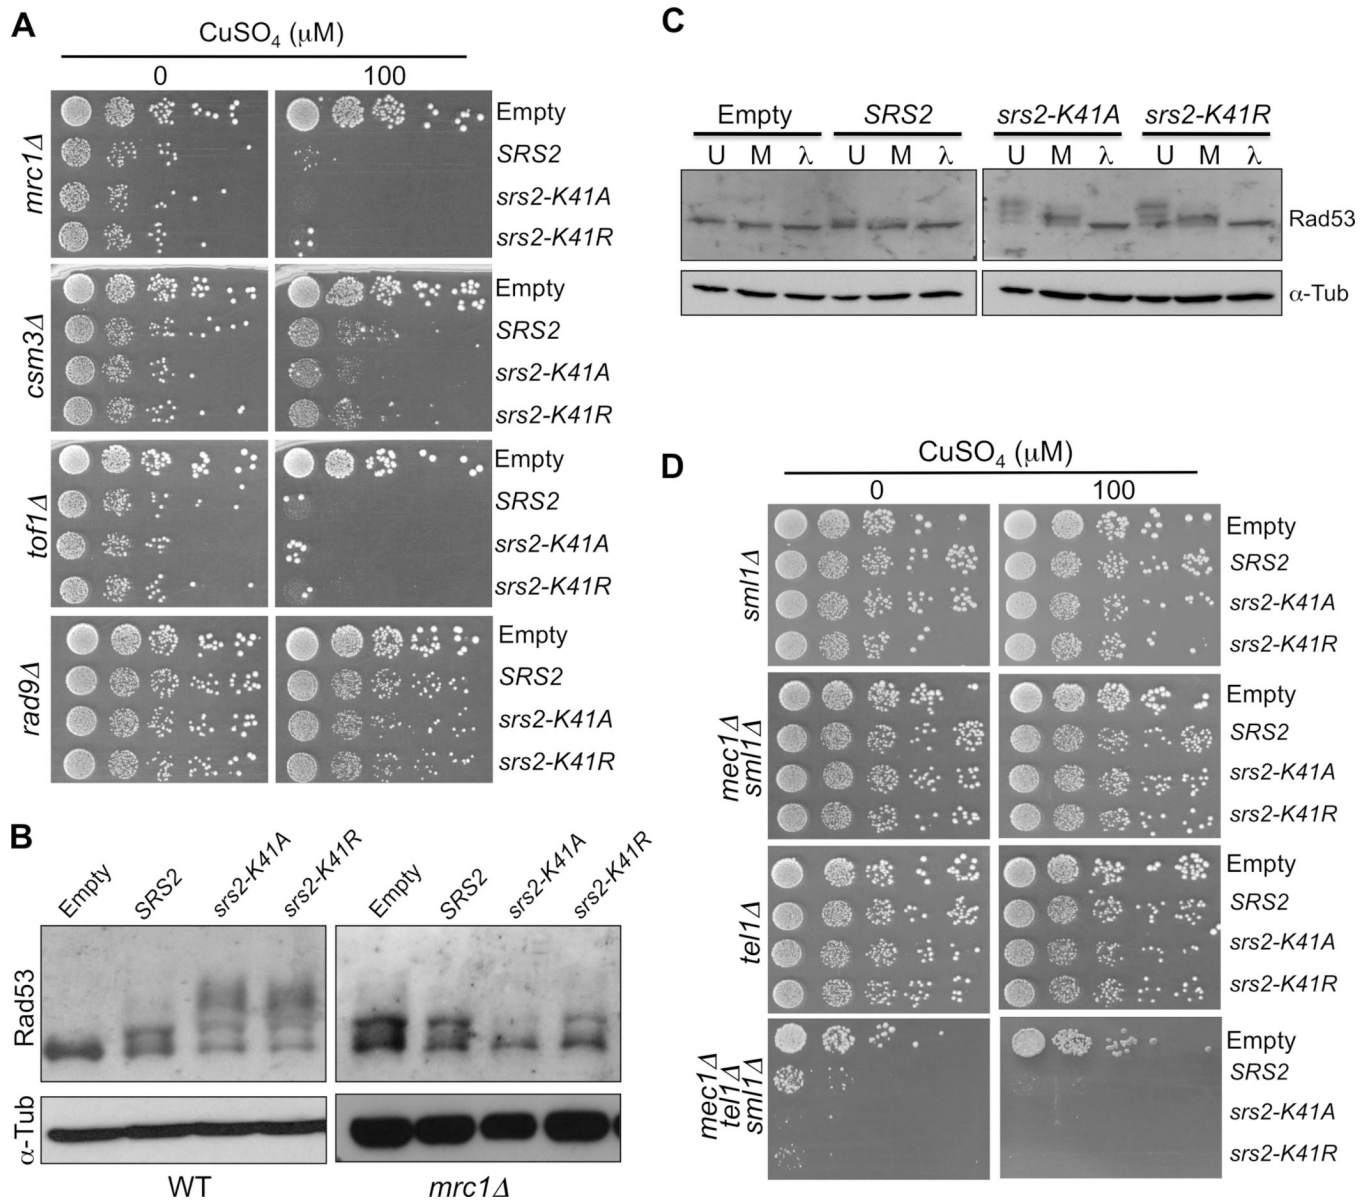 A
CuSO4 (μM)
0 100
mrc1Δ
Empty
SRS2
srs2-K41A
srs2-K41R
csm3Δ
Empty
SRS2
srs2-K41A
srs2-K41R
tof1Δ
Empty
SRS2
srs2-K41A
srs2-K41R
rad9Δ
Empty
SRS2
srs2-K41A
srs2-K41R
B
Empty SRS2 srs2-K41A srs2-K41R Empty SRS2 srs2-K41A srs2-K41R
Rad53
α-Tub
WT mrc1Δ
C
Empty SRS2 srs2-K41A srs2-K41R
U M λ U M λ U M λ U M λ
Rad53
α-Tub
D
CuSO4 (μM)
0 100
sml1Δ
Empty
SRS2
srs2-K41A
srs2-K41R
mec1Δ
sml1Δ
Empty
SRS2
srs2-K41A
srs2-K41R
tel1Δ
Empty
SRS2
srs2-K41A
srs2-K41R
mec1Δ
tel1Δ
sml1Δ
Empty
SRS2
srs2-K41A
srs2-K41R